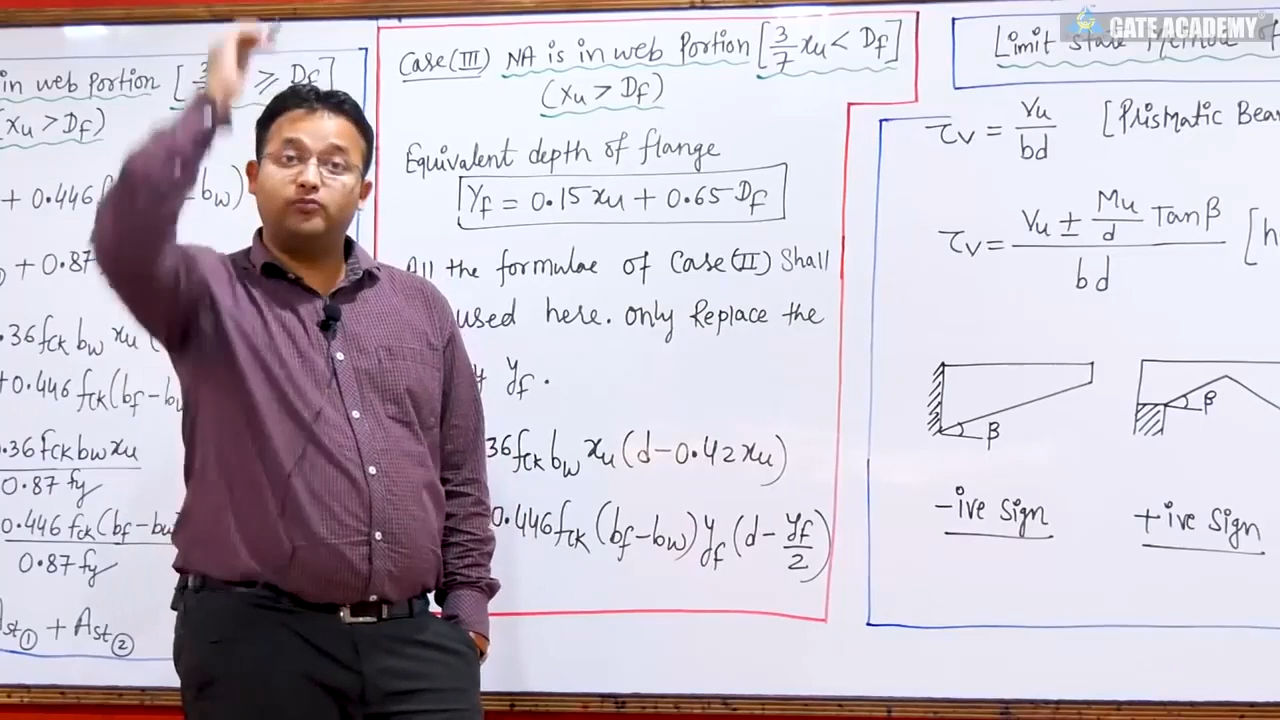 GATE ACADEMY
in web portion [3/ ≥ Df]
(xu > Df)
+ 0.446 bw)
+ 0.87
.36 fck bw xu (
+0.446 fck (bf - bw
.36 fck bw xu
0.87 fy
0.446 fck (bf - bw
0.87 fy
Ast① + Ast②
Case (III) NA is in web Portion [3/7 xu < Df]
(xu > Df)
Equivalent depth of flange
yf = 0.15 xu + 0.65 Df
All the formulae of Case (II) Shall
used here. only Replace the
yf .
36 fck bw xu (d - 0.42 xu)
0.446 fck (bf - bw) yf (d - yf/2)
Limit State
τv = Vu/bd [Prismatic Bea
τv = (Vu ± Mu/d Tan β)/bd [h
β
β
-ive Sign
+ive Sign